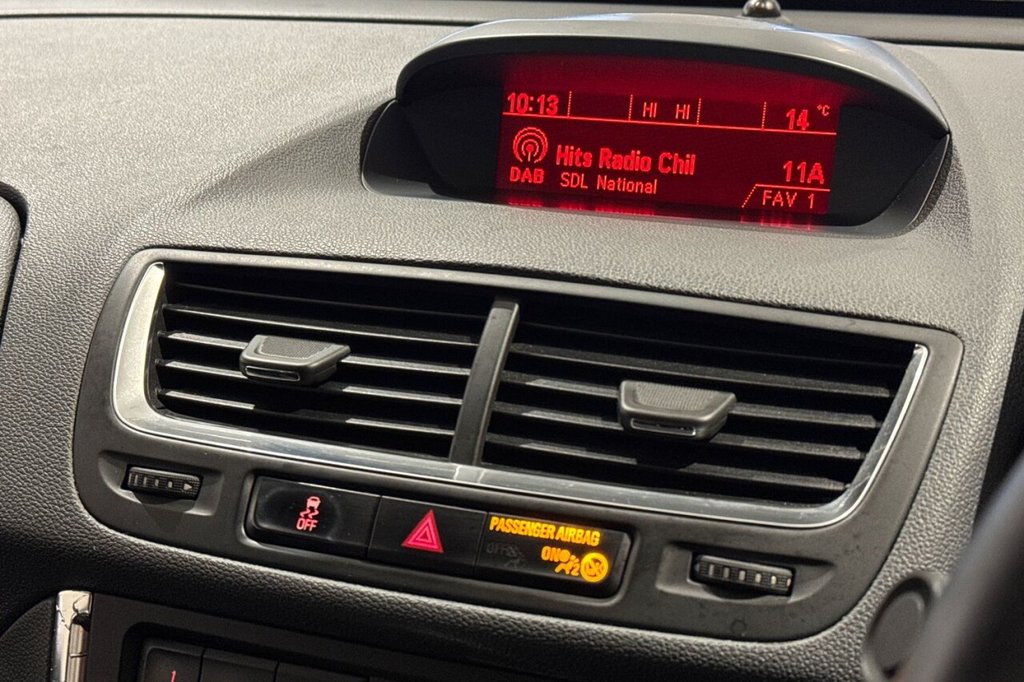 10:13 HI HI 14 °C
Hits Radio Chil 11A
DAB SDL National
FAV 1
OFF
PASSENGER AIRBAG
OFF ON 2